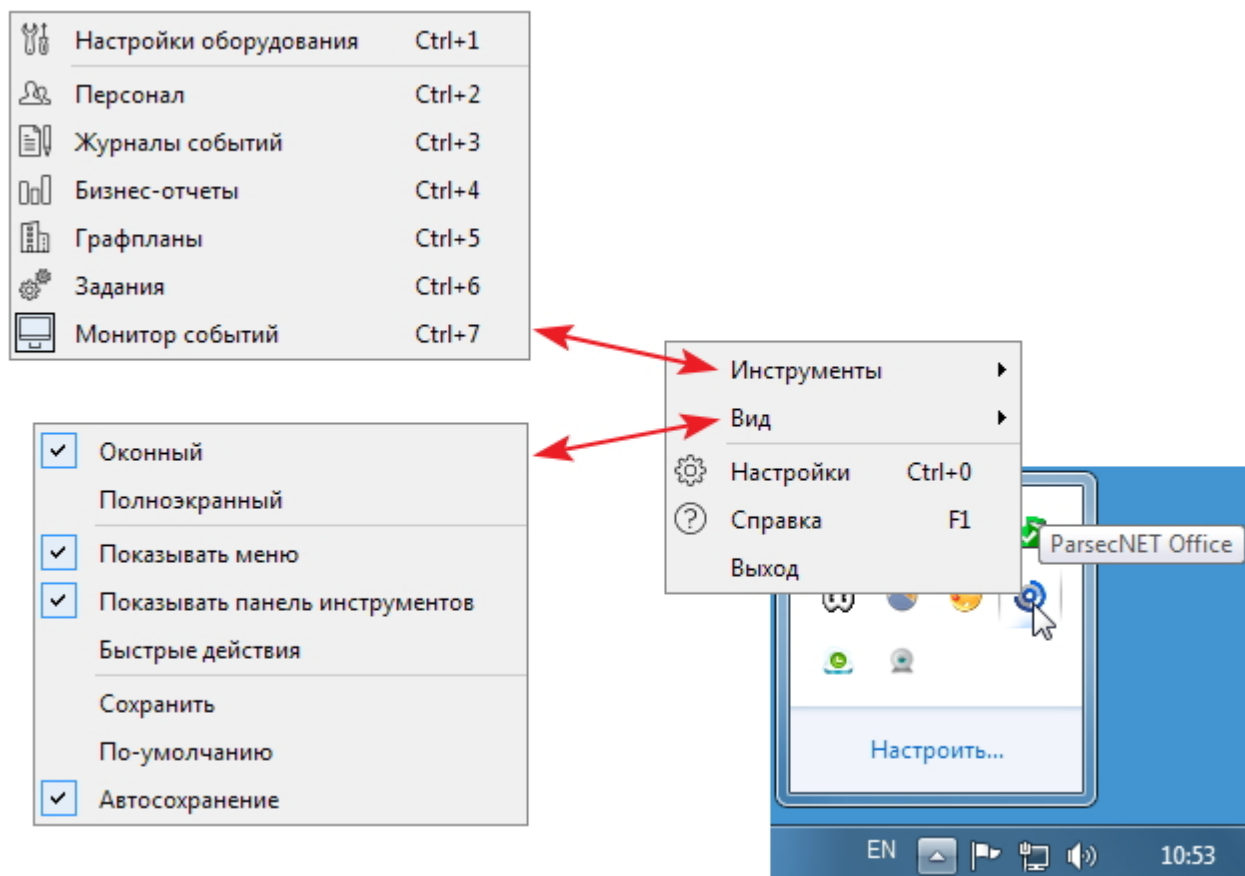 Настройки оборудования Ctrl+1
Персонал Ctrl+2
Журналы событий Ctrl+3
Бизнес-отчеты Ctrl+4
Графпланы Ctrl+5
Задания Ctrl+6
Монитор событий Ctrl+7
Инструменты
Вид
Настройки Ctrl+0
Справка F1
Выход
Оконный
Полноэкранный
Показывать меню
Показывать панель инструментов
Быстрые действия
Сохранить
По-умолчанию
Автосохранение
ParsecNET Office
Настроить...
EN 10:53